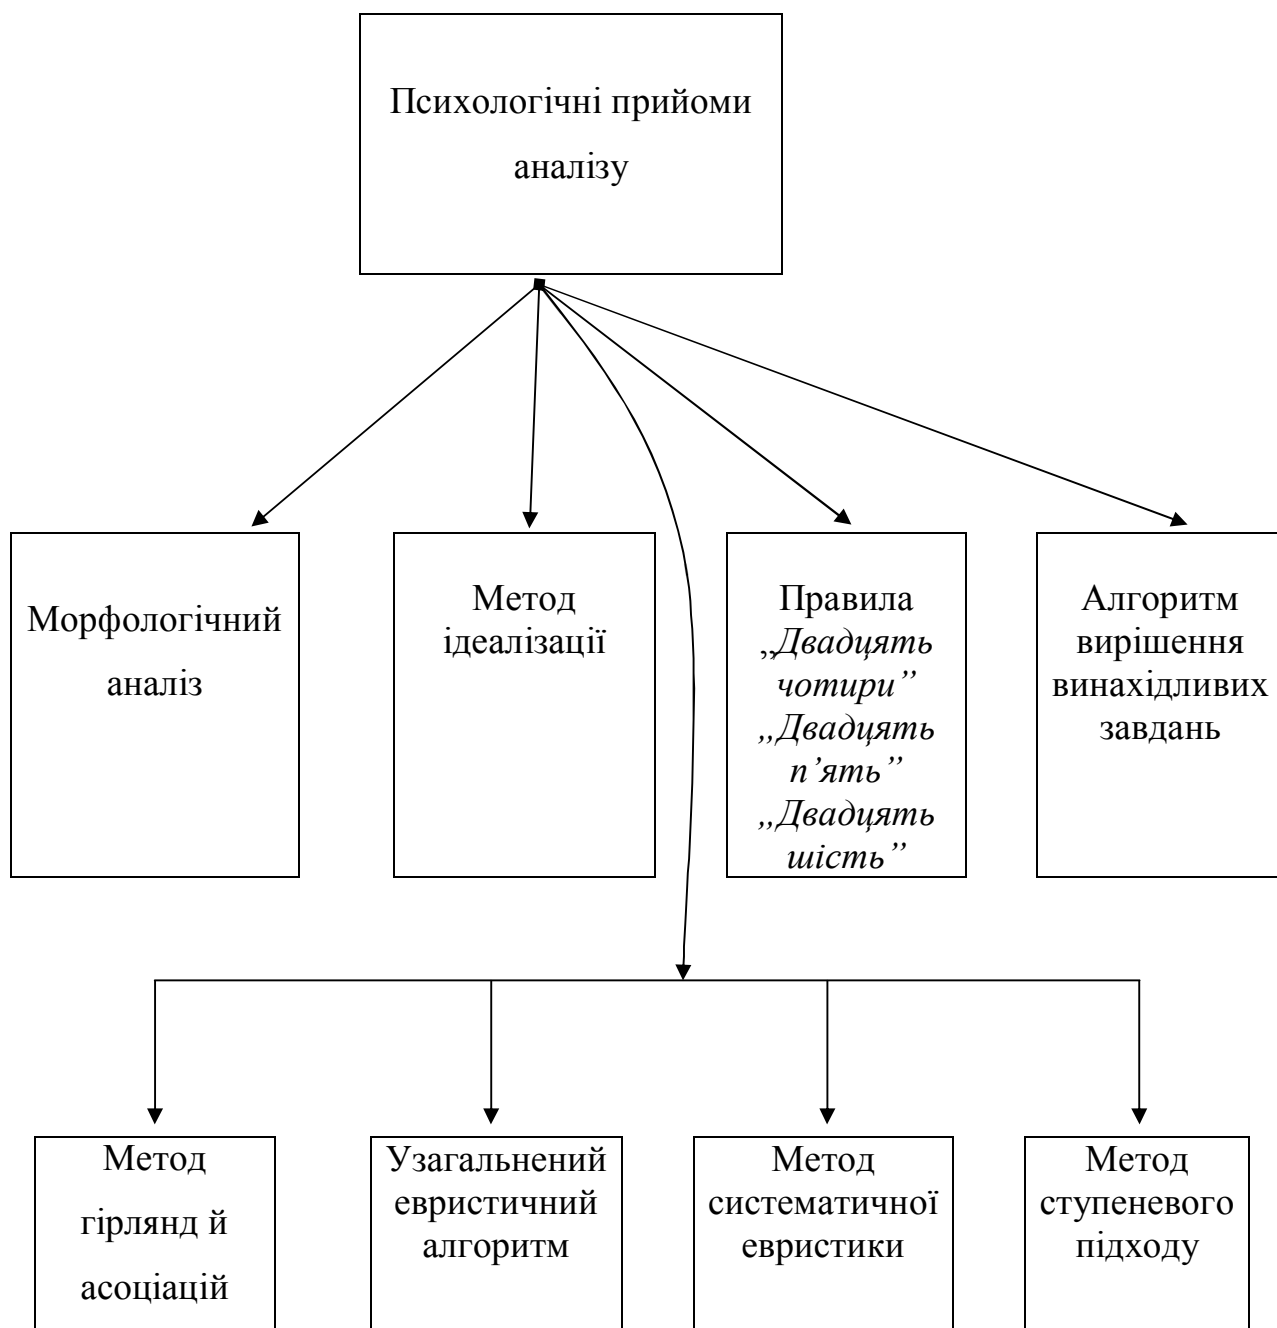 Психологічні прийоми
аналізу
Морфологічний
аналіз
Метод
ідеалізації
Правила
„Двадцять
чотири”
„Двадцять
п’ять”
„Двадцять
шість”
Алгоритм
вирішення
винахідливих
завдань
Метод
гірлянд й
асоціацій
Узагальнений
евристичний
алгоритм
Метод
систематичної
евристики
Метод
ступеневого
підходу